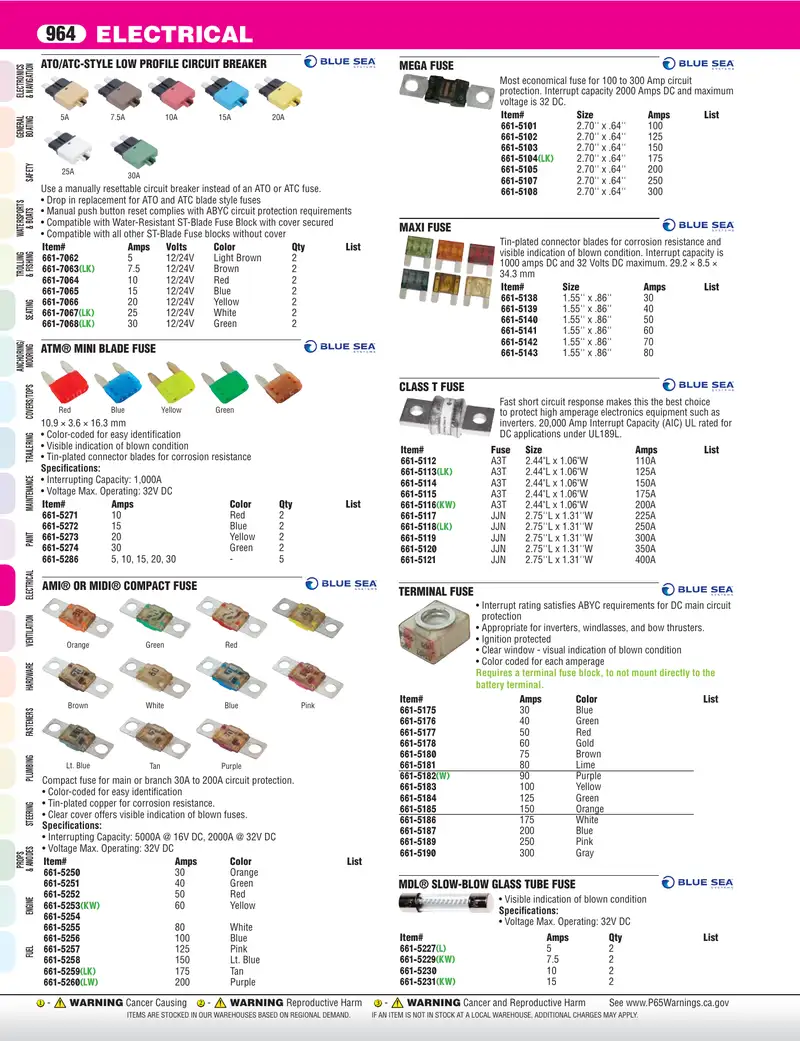 964 ELECTRICAL
ELECTRONICS & NAVIGATION
GENERAL BOATING
SAFETY
WATERSPORTS & BOATS
TROLLING & FISHING
SEATING
ANCHORING/ MOORING
COVERS/TOPS
TRAILERING
MAINTENANCE
PAINT
ELECTRICAL
VENTILATION
HARDWARE
FASTENERS
PLUMBING
STEERING
PROPS & ANODES
ENGINE
FUEL
ATO/ATC-STYLE LOW PROFILE CIRCUIT BREAKER BLUE SEA SYSTEMS
5A 7.5A 10A 15A 20A
25A 30A
Use a manually resettable circuit breaker instead of an ATO or ATC fuse.
• Drop in replacement for ATO and ATC blade style fuses
• Manual push button reset complies with ABYC circuit protection requirements
• Compatible with Water-Resistant ST-Blade Fuse Block with cover secured
• Compatible with all other ST-Blade Fuse blocks without cover
Item# Amps Volts Color Qty List
661-7062 5 12/24V Light Brown 2
661-7063(LK) 7.5 12/24V Brown 2
661-7064 10 12/24V Red 2
661-7065 15 12/24V Blue 2
661-7066 20 12/24V Yellow 2
661-7067(LK) 25 12/24V White 2
661-7068(LK) 30 12/24V Green 2
ATM® MINI BLADE FUSE BLUE SEA SYSTEMS
Red Blue Yellow Green
10.9 × 3.6 × 16.3 mm
• Color-coded for easy identification
• Visible indication of blown condition
• Tin-plated connector blades for corrosion resistance
Specifications:
• Interrupting Capacity: 1,000A
• Voltage Max. Operating: 32V DC
Item# Amps Color Qty List
661-5271 10 Red 2
661-5272 15 Blue 2
661-5273 20 Yellow 2
661-5274 30 Green 2
661-5286 5, 10, 15, 20, 30 - 5
AMI® OR MIDI® COMPACT FUSE BLUE SEA SYSTEMS
Orange Green Red
Brown White Blue Pink
Lt. Blue Tan Purple
Compact fuse for main or branch 30A to 200A circuit protection.
• Color-coded for easy identification
• Tin-plated copper for corrosion resistance.
• Clear cover offers visible indication of blown fuses.
Specifications:
• Interrupting Capacity: 5000A @ 16V DC, 2000A @ 32V DC
• Voltage Max. Operating: 32V DC
Item# Amps Color List
661-5250 30 Orange
661-5251 40 Green
661-5252 50 Red
661-5253(KW) 60 Yellow
661-5254
661-5255 80 White
661-5256 100 Blue
661-5257 125 Pink
661-5258 150 Lt. Blue
661-5259(LK) 175 Tan
661-5260(LW) 200 Purple
MEGA FUSE BLUE SEA SYSTEMS
Most economical fuse for 100 to 300 Amp circuit
protection. Interrupt capacity 2000 Amps DC and maximum
voltage is 32 DC.
Item# Size Amps List
661-5101 2.70'' x .64'' 100
661-5102 2.70'' x .64'' 125
661-5103 2.70'' x .64'' 150
661-5104(LK) 2.70'' x .64'' 175
661-5105 2.70'' x .64'' 200
661-5107 2.70'' x .64'' 250
661-5108 2.70'' x .64'' 300
MAXI FUSE BLUE SEA SYSTEMS
Tin-plated connector blades for corrosion resistance and
visible indication of blown condition. Interrupt capacity is
1000 amps DC and 32 Volts DC maximum. 29.2 × 8.5 ×
34.3 mm
Item# Size Amps List
661-5138 1.55'' x .86'' 30
661-5139 1.55'' x .86'' 40
661-5140 1.55'' x .86'' 50
661-5141 1.55'' x .86'' 60
661-5142 1.55'' x .86'' 70
661-5143 1.55'' x .86'' 80
CLASS T FUSE BLUE SEA SYSTEMS
Fast short circuit response makes this the best choice
to protect high amperage electronics equipment such as
inverters. 20,000 Amp Interrupt Capacity (AIC) UL rated for
DC applications under UL189L.
Item# Fuse Size Amps List
661-5112 A3T 2.44"L x 1.06"W 110A
661-5113(LK) A3T 2.44"L x 1.06"W 125A
661-5114 A3T 2.44"L x 1.06"W 150A
661-5115 A3T 2.44"L x 1.06"W 175A
661-5116(KW) A3T 2.44"L x 1.06"W 200A
661-5117 JJN 2.75''L x 1.31''W 225A
661-5118(LK) JJN 2.75''L x 1.31''W 250A
661-5119 JJN 2.75''L x 1.31''W 300A
661-5120 JJN 2.75''L x 1.31''W 350A
661-5121 JJN 2.75''L x 1.31''W 400A
TERMINAL FUSE BLUE SEA SYSTEMS
• Interrupt rating satisfies ABYC requirements for DC main circuit
protection
• Appropriate for inverters, windlasses, and bow thrusters.
• Ignition protected
• Clear window - visual indication of blown condition
• Color coded for each amperage
Requires a terminal fuse block, to not mount directly to the
battery terminal.
Item# Amps Color List
661-5175 30 Blue
661-5176 40 Green
661-5177 50 Red
661-5178 60 Gold
661-5180 75 Brown
661-5181 80 Lime
661-5182(W) 90 Purple
661-5183 100 Yellow
661-5184 125 Green
661-5185 150 Orange
661-5186 175 White
661-5187 200 Blue
661-5189 250 Pink
661-5190 300 Gray
MDL® SLOW-BLOW GLASS TUBE FUSE BLUE SEA SYSTEMS
• Visible indication of blown condition
Specifications:
• Voltage Max. Operating: 32V DC
Item# Amps Qty List
661-5227(L) 5 2
661-5229(KW) 7.5 2
661-5230 10 2
661-5231(KW) 15 2
1 - WARNING Cancer Causing 2 - WARNING Reproductive Harm 3 - WARNING Cancer and Reproductive Harm See www.P65Warnings.ca.gov
ITEMS ARE STOCKED IN OUR WAREHOUSES BASED ON REGIONAL DEMAND. IF AN ITEM IS NOT IN STOCK AT A LOCAL WAREHOUSE. ADDITIONAL CHARGES MAY APPLY.